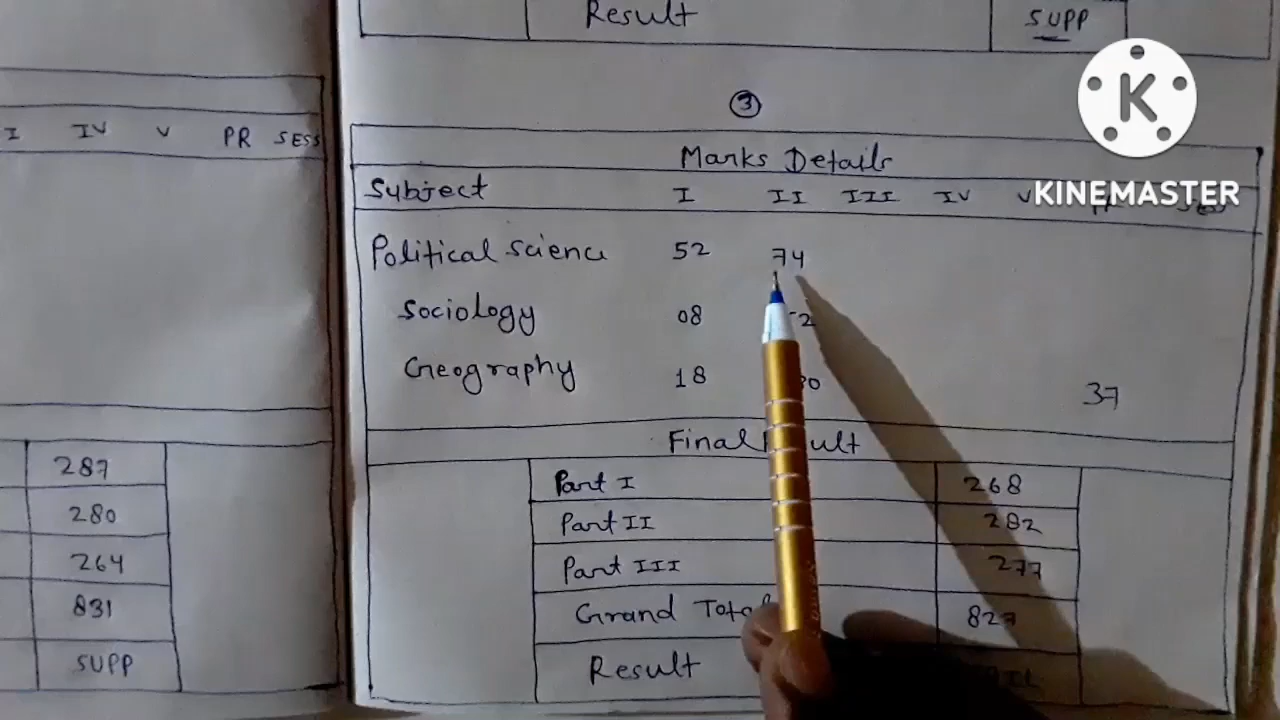 Result SUPP
I IV V PR SESS
287
280
264
831
SUPP
3
Marks Details
Subject I II III IV V
Political Science 52 74
Sociology 08
Geography 18 37
Final
Part I 268
Part II 282
Part III 277
Grand Total 827
Result
K
KINEMASTER